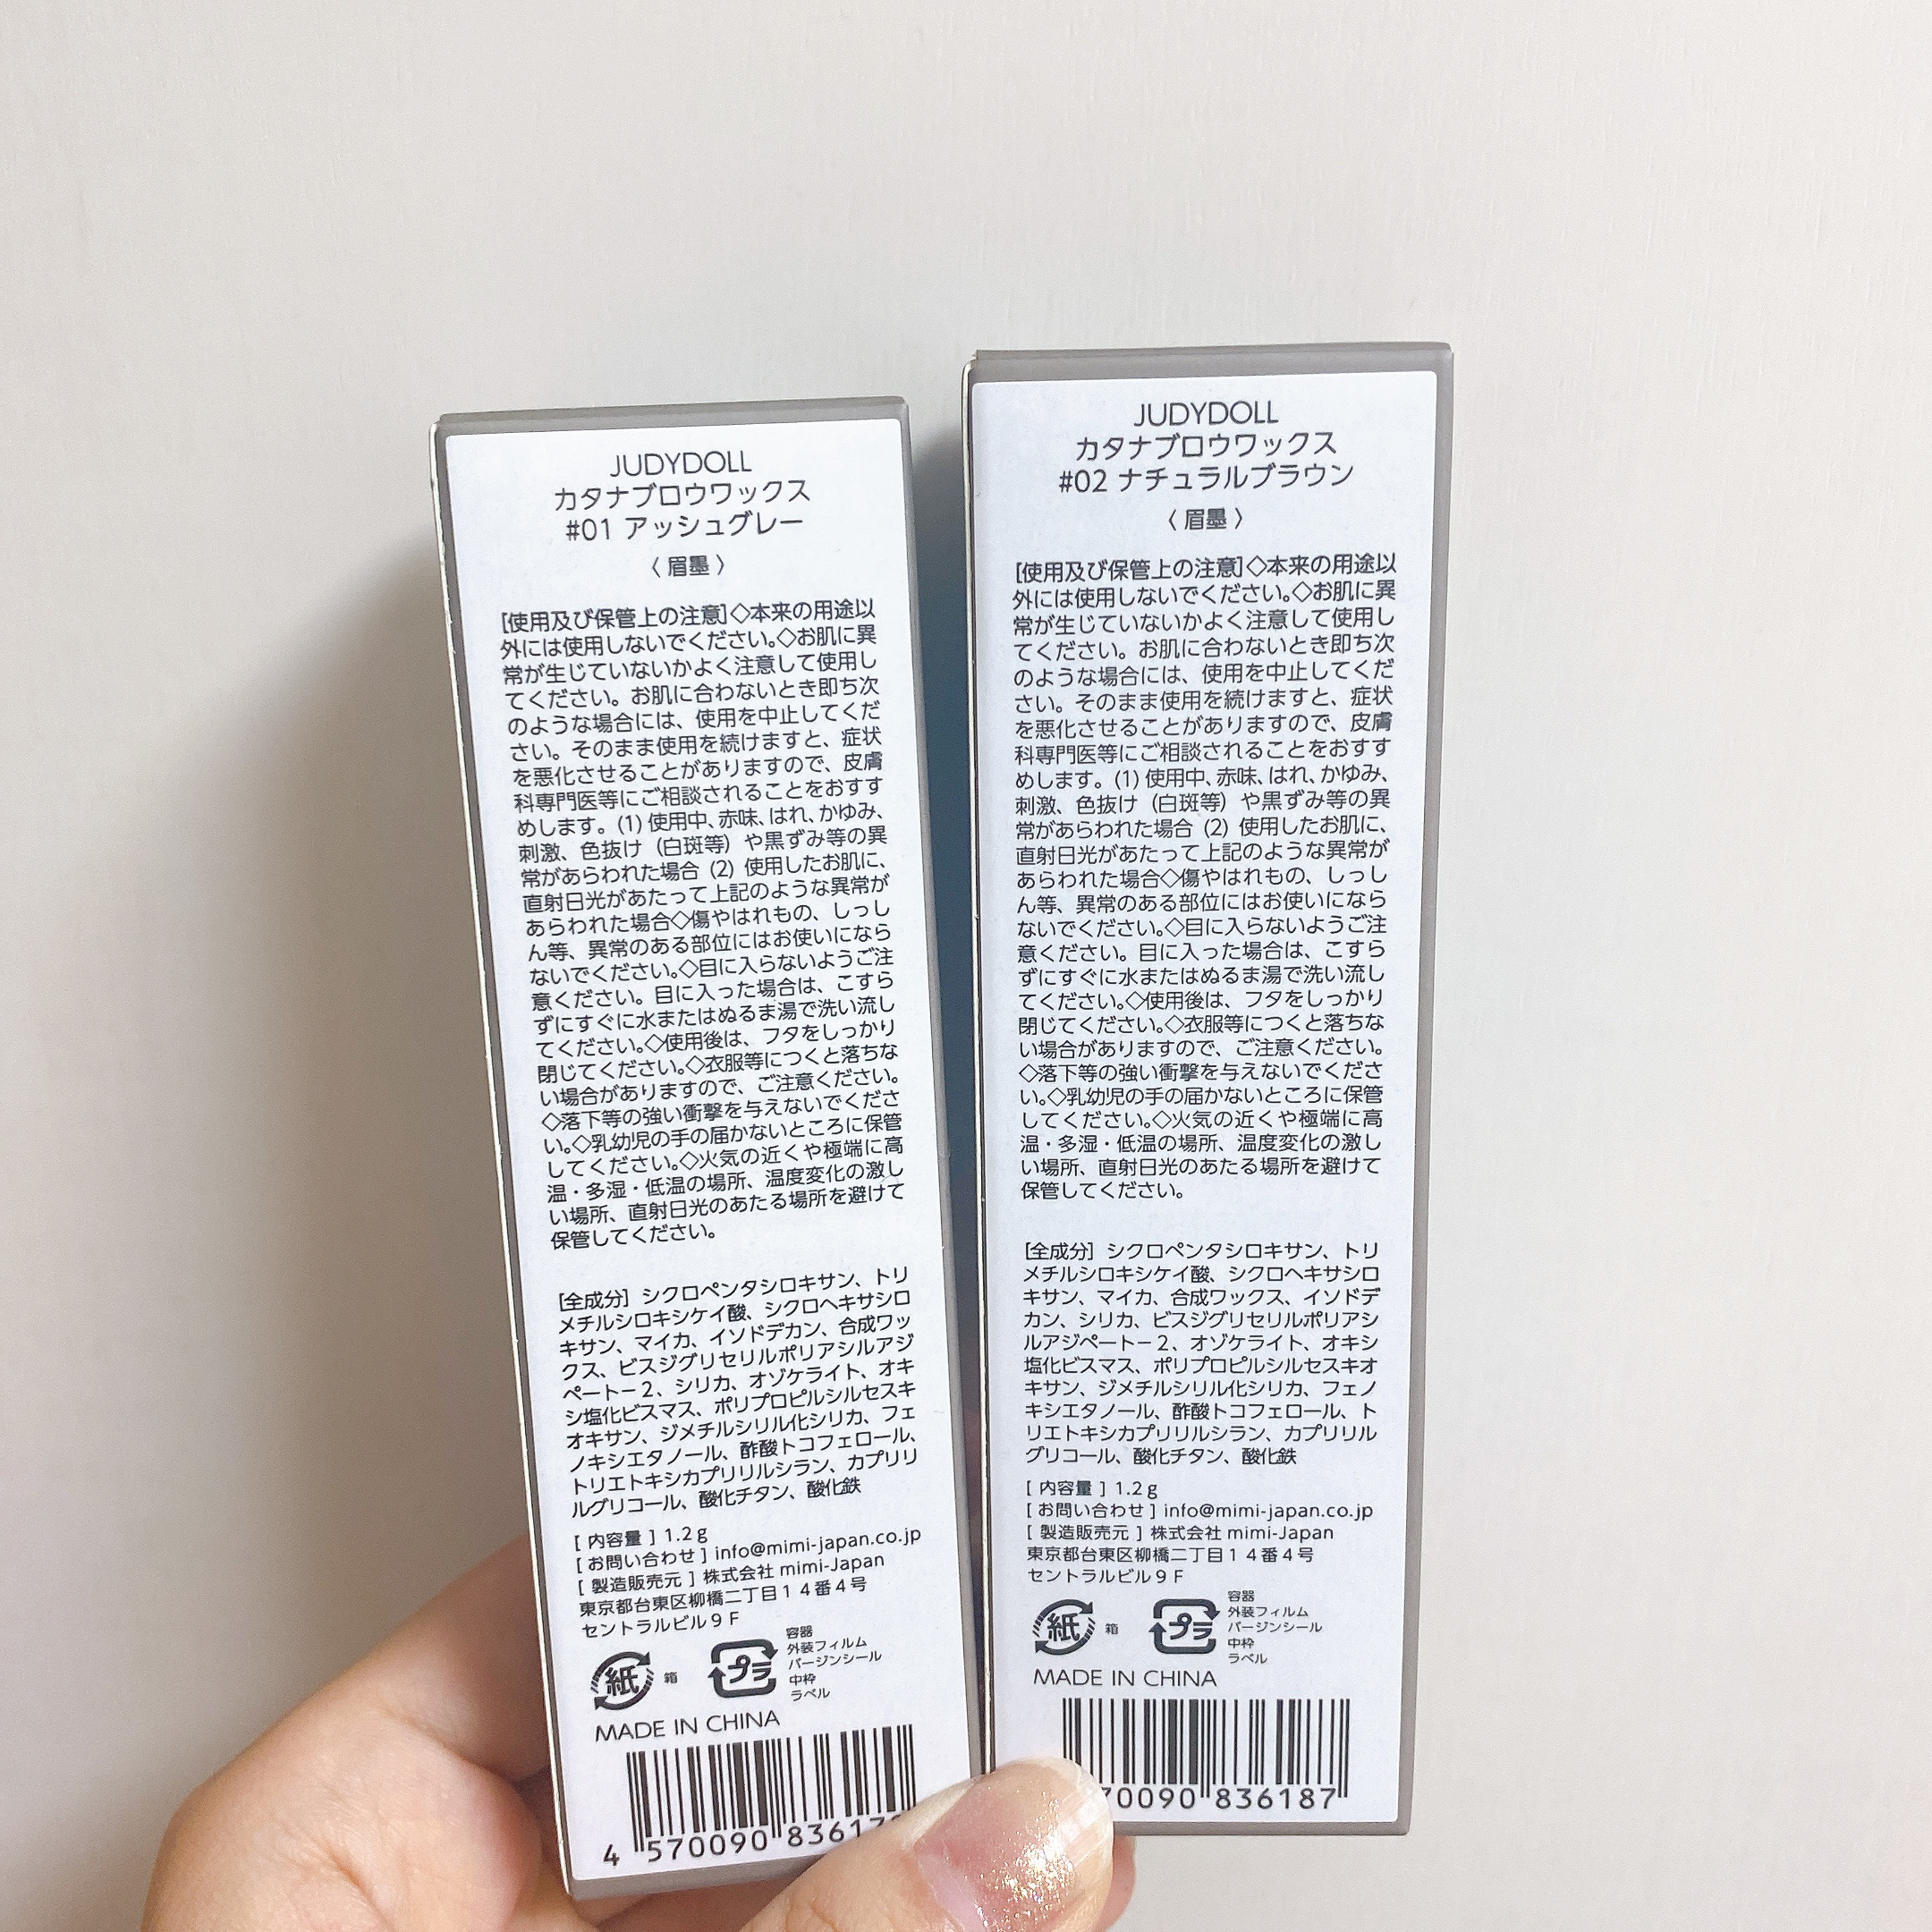 JUDYDOLL
カタナブロウワックス
#01 アッシュグレー
〈 眉墨 〉
[使用及び保管上の注意]◇本来の用途以
外には使用しないでください。◇お肌に異
常が生じていないかよく注意して使用し
てください。お肌に合わないとき即ち次
のような場合には、使用を中止してくだ
さい。そのまま使用を続けますと、症状
を悪化させることがありますので、皮膚
科専門医等にご相談されることをおすす
めします。(1) 使用中、赤味、はれ、かゆみ、
刺激、色抜け（白斑等）や黒ずみ等の異
常があらわれた場合 (2) 使用したお肌に、
直射日光があたって上記のような異常が
あらわれた場合◇傷やはれもの、しっし
ん等、異常のある部位にはお使いになら
ないでください。◇目に入らないようご注
意ください。目に入った場合は、こすら
ずにすぐに水またはぬるま湯で洗い流し
てください。◇使用後は、フタをしっかり
閉じてください。◇衣服等につくと落ちな
い場合がありますので、ご注意ください。
◇落下等の強い衝撃を与えないでくださ
い。◇乳幼児の手の届かないところに保管
してください。◇火気の近くや極端に高
温・多湿・低温の場所、温度変化の激し
い場所、直射日光のあたる場所を避けて
保管してください。
[全成分] シクロペンタシロキサン、トリ
メチルシロキシケイ酸、シクロヘキサシロ
キサン、マイカ、イソドデカン、合成ワッ
クス、ビスジグリセリルポリアシルアジ
ペート－2、シリカ、オゾケライト、オキ
シ塩化ビスマス、ポリプロピルシルセスキ
オキサン、ジメチルシリル化シリカ、フェ
ノキシエタノール、酢酸トコフェロール、
トリエトキシカプリリルシラン、カプリリ
ルグリコール、酸化チタン、酸化鉄
[ 内容量 ] 1.2 g
[ お問い合わせ ] info@mimi-japan.co.jp
[ 製造販売元 ] 株式会社 mimi-Japan
東京都台東区柳橋二丁目１４番４号
セントラルビル９F
紙 箱
プラ
容器
外装フィルム
バージンシール
中枠
ラベル
MADE IN CHINA
4 570090 83617
JUDYDOLL
カタナブロウワックス
#02 ナチュラルブラウン
〈 眉墨 〉
[使用及び保管上の注意]◇本来の用途以
外には使用しないでください。◇お肌に異
常が生じていないかよく注意して使用し
てください。お肌に合わないとき即ち次
のような場合には、使用を中止してくだ
さい。そのまま使用を続けますと、症状
を悪化させることがありますので、皮膚
科専門医等にご相談されることをおすす
めします。(1) 使用中、赤味、はれ、かゆみ、
刺激、色抜け（白斑等）や黒ずみ等の異
常があらわれた場合 (2) 使用したお肌に、
直射日光があたって上記のような異常が
あらわれた場合◇傷やはれもの、しっし
ん等、異常のある部位にはお使いになら
ないでください。◇目に入らないようご注
意ください。目に入った場合は、こすら
ずにすぐに水またはぬるま湯で洗い流し
てください。◇使用後は、フタをしっかり
閉じてください。◇衣服等につくと落ちな
い場合がありますので、ご注意ください。
◇落下等の強い衝撃を与えないでくださ
い。◇乳幼児の手の届かないところに保管
してください。◇火気の近くや極端に高
温・多湿・低温の場所、温度変化の激し
い場所、直射日光のあたる場所を避けて
保管してください。
[全成分] シクロペンタシロキサン、トリ
メチルシロキシケイ酸、シクロヘキサシロ
キサン、マイカ、合成ワックス、イソドデ
カン、シリカ、ビスジグリセリルポリアシ
ルアジペート－2、オゾケライト、オキシ
塩化ビスマス、ポリプロピルシルセスキオ
キサン、ジメチルシリル化シリカ、フェノ
キシエタノール、酢酸トコフェロール、ト
リエトキシカプリリルシラン、カプリリル
グリコール、酸化チタン、酸化鉄
[ 内容量 ] 1.2 g
[ お問い合わせ ] info@mimi-japan.co.jp
[ 製造販売元 ] 株式会社 mimi-Japan
東京都台東区柳橋二丁目１４番４号
セントラルビル９F
紙 箱
プラ
容器
外装フィルム
バージンシール
中枠
ラベル
MADE IN CHINA
70090 836187